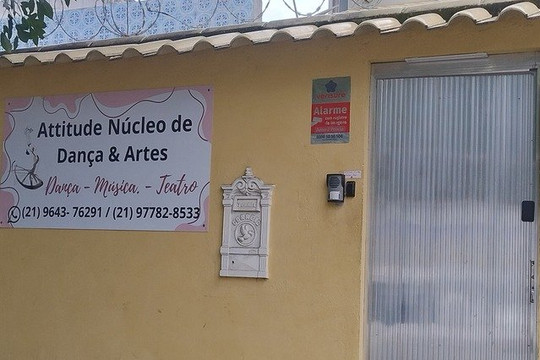 Attitude Núcleo de
Dança & Artes
Dança - Música. - Teatro
(21) 9643-76291 / (21) 97782-8533
Alarme